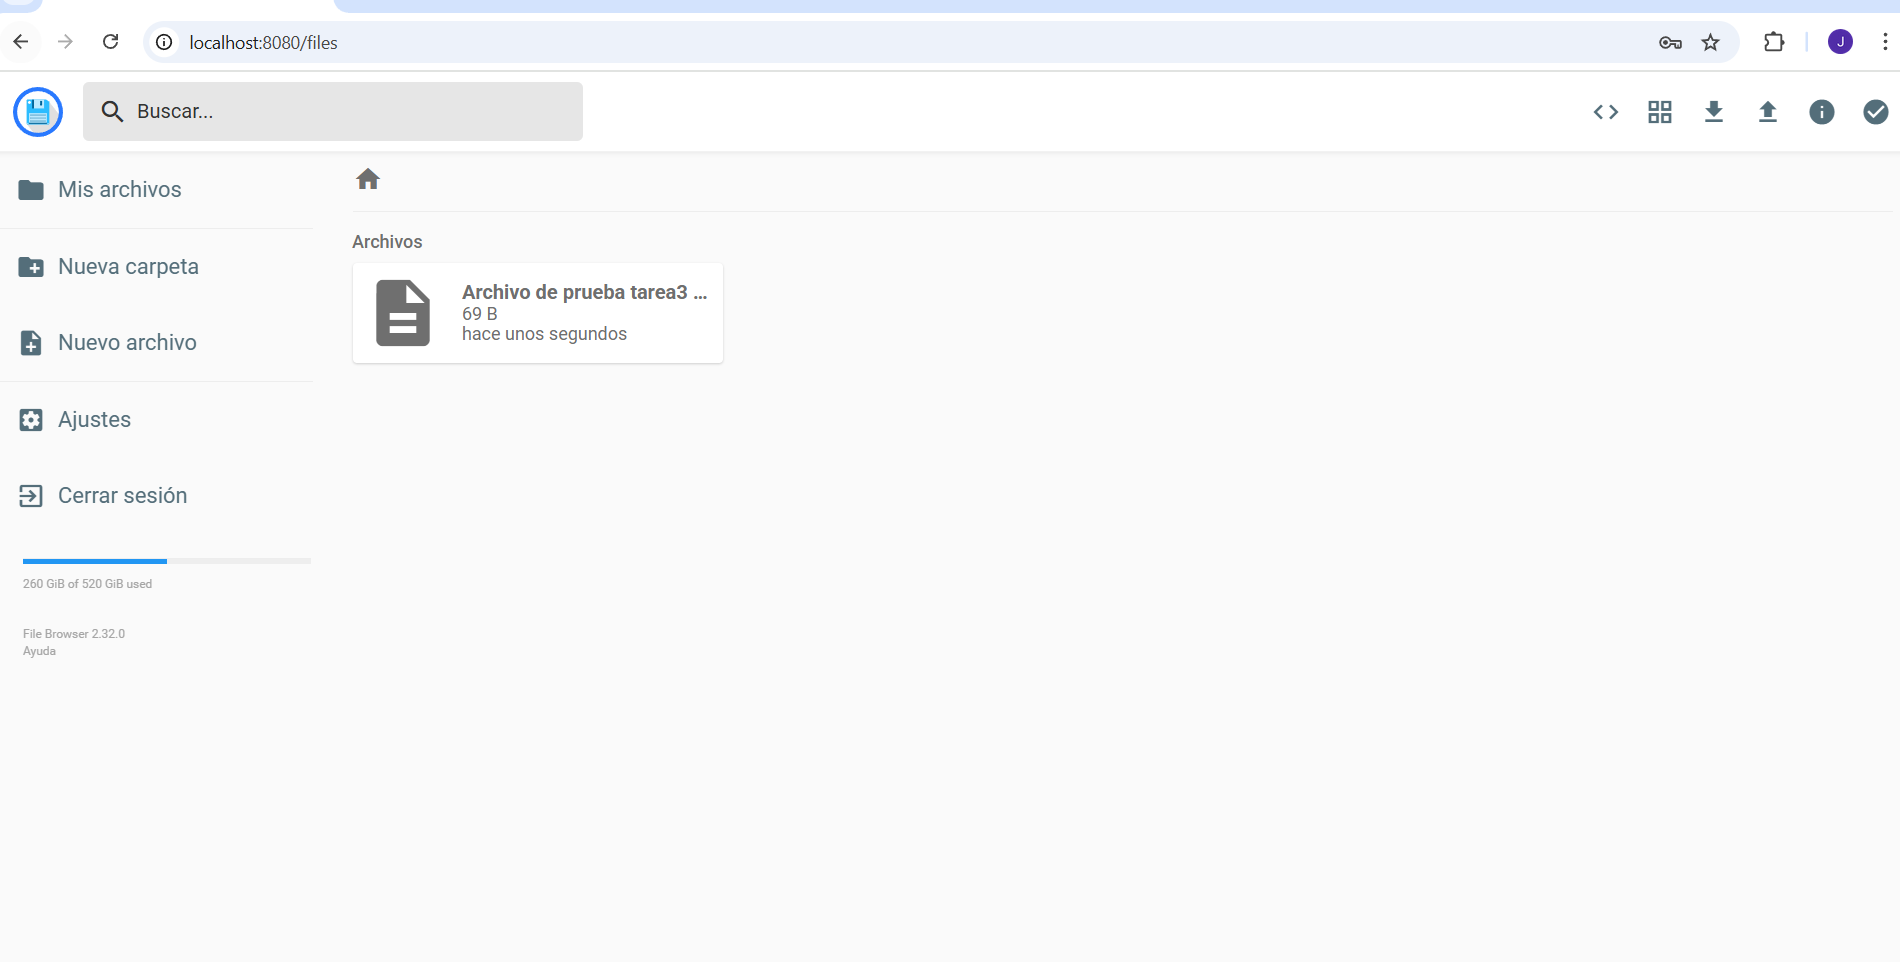 localhost:8080/files
J
Buscar...
Mis archivos
Nueva carpeta
Nuevo archivo
Ajustes
Cerrar sesión
260 GiB of 520 GiB used
File Browser 2.32.0
Ayuda
Archivos
Archivo de prueba tarea3 ...
69 B
hace unos segundos